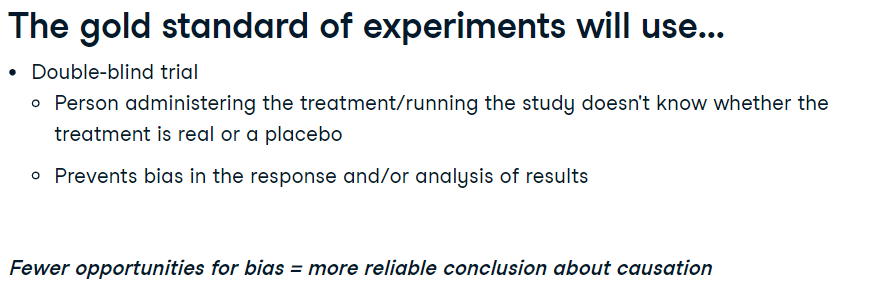 The gold standard of experiments will use...
• Double-blind trial
○ Person administering the treatment/running the study doesn't know whether the
treatment is real or a placebo
○ Prevents bias in the response and/or analysis of results
Fewer opportunities for bias = more reliable conclusion about causation